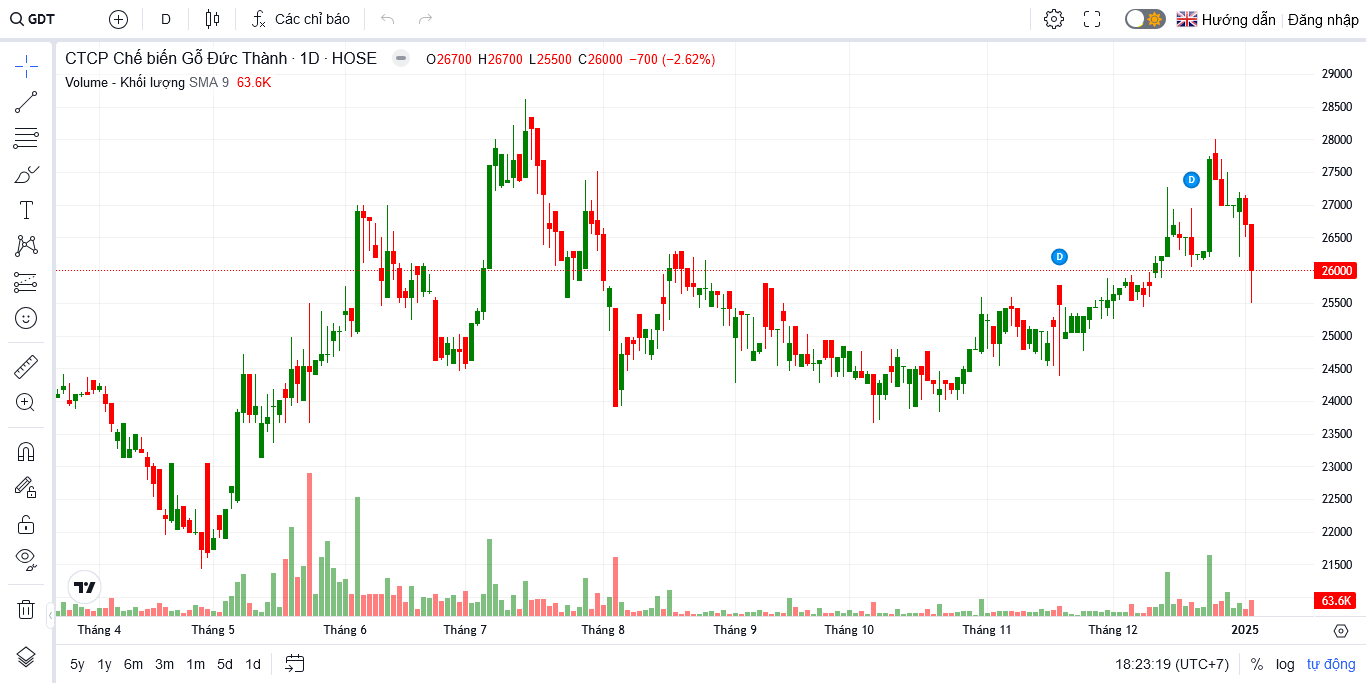 GDT D Các chỉ báo Hướng dẫn Đăng nhập
CTCP Chế biến Gỗ Đức Thành · 1D · HOSE O26700 H26700 L25500 C26000 −700 (−2.62%)
Volume - Khối lượng SMA 9 63.6K
29000
28500
28000
27500
D
27000
26500
D
26000
25500
25000
24500
24000
23500
23000
22500
22000
21500
63.6K
Tháng 4 Tháng 5 Tháng 6 Tháng 7 Tháng 8 Tháng 9 Tháng 10 Tháng 11 Tháng 12 2025
5y 1y 6m 3m 1m 5d 1d 18:23:19 (UTC+7) % log tự động